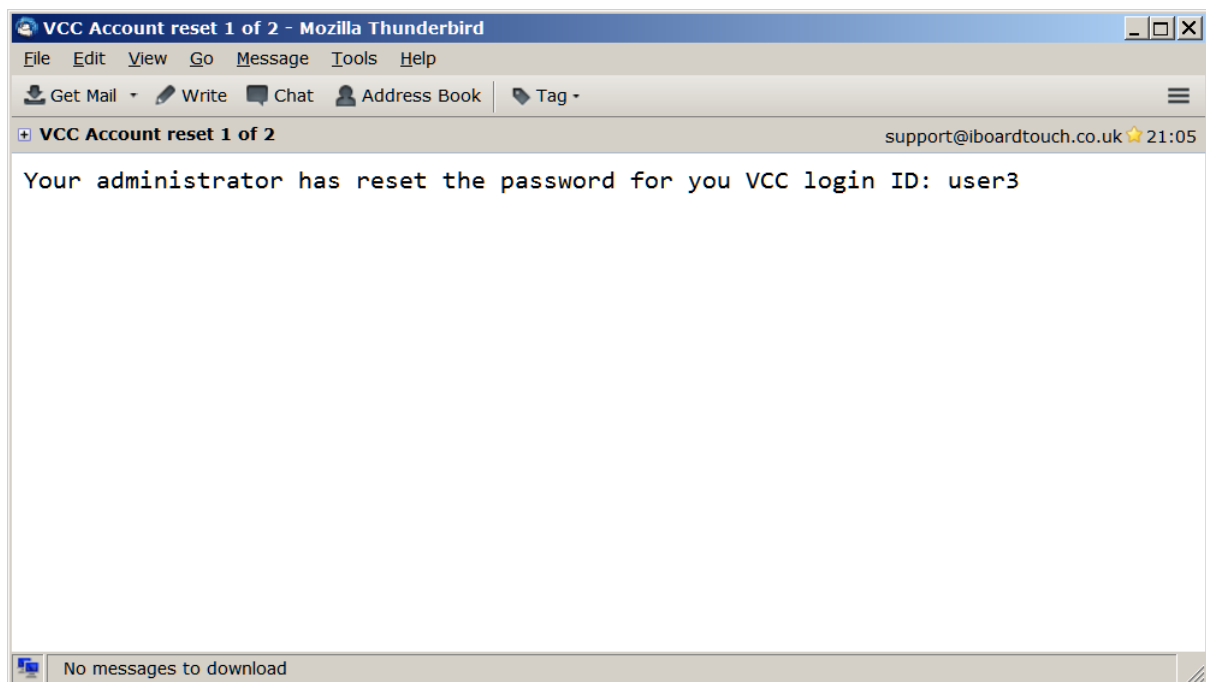 VCC Account reset 1 of 2 - Mozilla Thunderbird
File Edit View Go Message Tools Help
Get Mail Write Chat Address Book Tag
VCC Account reset 1 of 2 support@iboardtouch.co.uk 21:05
Your administrator has reset the password for you VCC login ID: user3
No messages to download